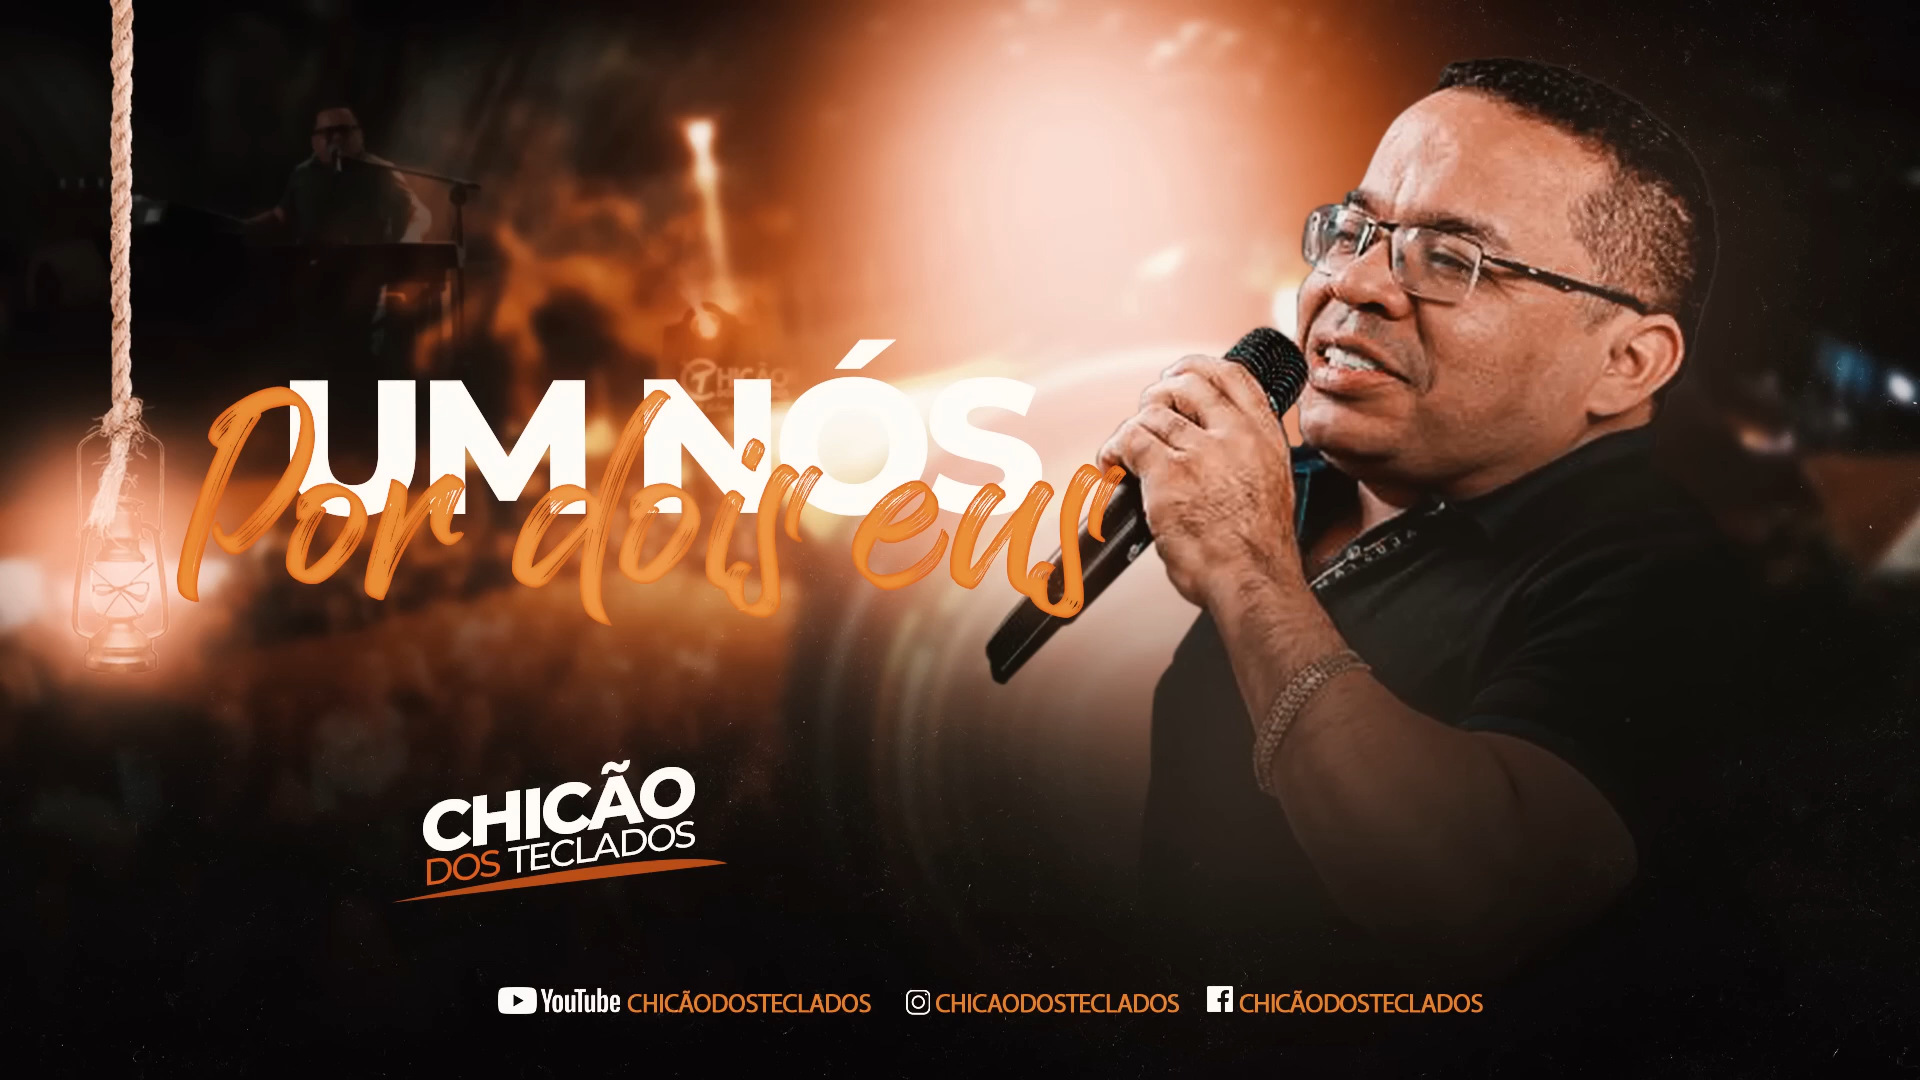 UM NÓS
Por dois eus
CHICÃO
DOS TECLADOS
YouTube CHICÃODOSTECLADOS
CHICAODOSTECLADOS
CHICÃODOSTECLADOS